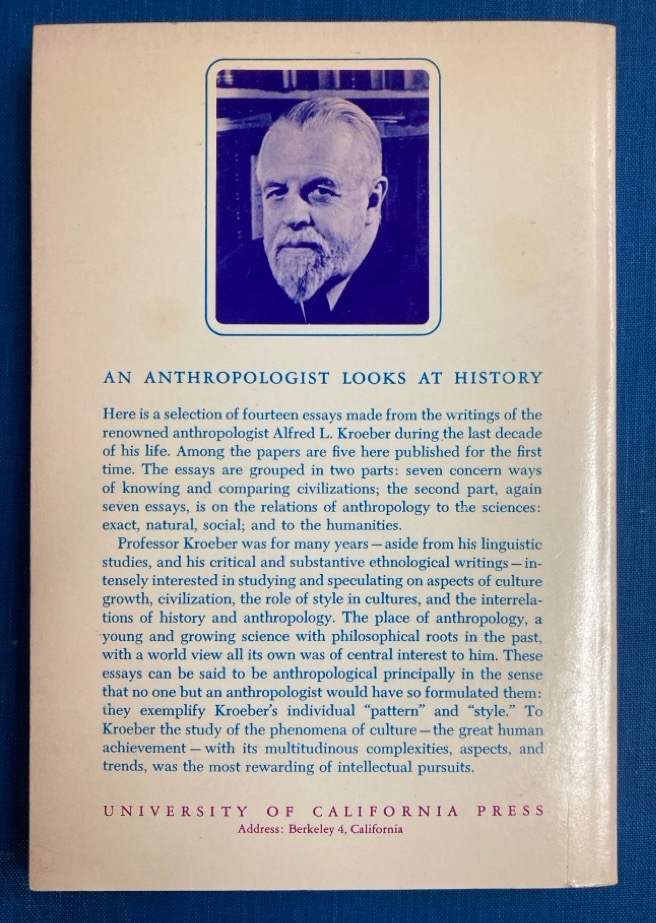 AN ANTHROPOLOGIST LOOKS AT HISTORY
Here is a selection of fourteen essays made from the writings of the
renowned anthropologist Alfred L. Kroeber during the last decade
of his life. Among the papers are five here published for the first
time. The essays are grouped in two parts: seven concern ways
of knowing and comparing civilizations; the second part, again
seven essays, is on the relations of anthropology to the sciences:
exact, natural, social; and to the humanities.
Professor Kroeber was for many years—aside from his linguistic
studies, and his critical and substantive ethnological writings—in-
tensely interested in studying and speculating on aspects of culture
growth, civilization, the role of style in cultures, and the interrela-
tions of history and anthropology. The place of anthropology, a
young and growing science with philosophical roots in the past,
with a world view all its own was of central interest to him. These
essays can be said to be anthropological principally in the sense
that no one but an anthropologist would have so formulated them:
they exemplify Kroeber's individual “pattern” and “style.” To
Kroeber the study of the phenomena of culture—the great human
achievement—with its multitudinous complexities, aspects, and
trends, was the most rewarding of intellectual pursuits.
UNIVERSITY OF CALIFORNIA PRESS
Address: Berkeley 4, California